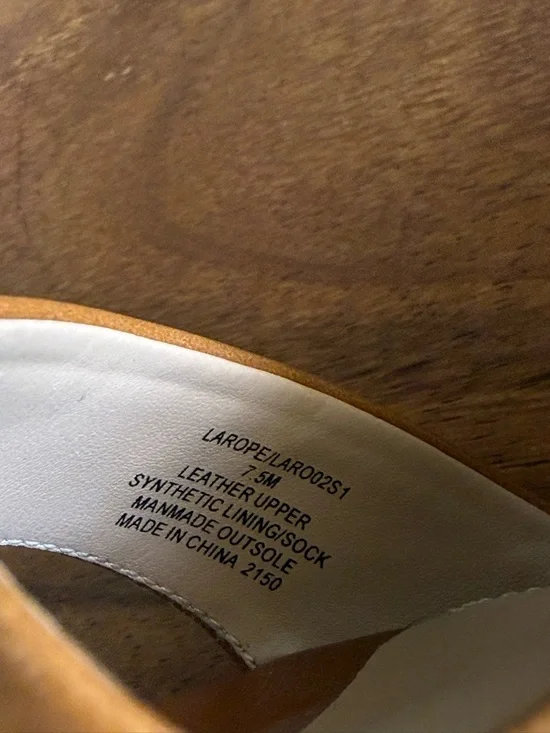 LAROPE/LARO02S1
7.5M
LEATHER UPPER
SYNTHETIC LINING/SOCK
MANMADE OUTSOLE
MADE IN CHINA 2150